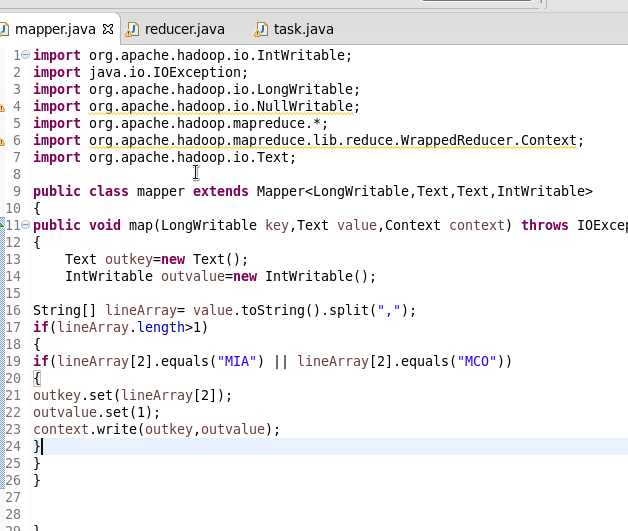 mapper.java reducer.java task.java
1 import org.apache.hadoop.io.IntWritable;
2 import java.io.IOException;
3 import org.apache.hadoop.io.LongWritable;
4 import org.apache.hadoop.io.NullWritable;
5 import org.apache.hadoop.mapreduce.*;
6 import org.apache.hadoop.mapreduce.lib.reduce.WrappedReducer.Context;
7 import org.apache.hadoop.io.Text;
8
9 public class mapper extends Mapper<LongWritable,Text,Text,IntWritable>
10 {
11 public void map(LongWritable key,Text value,Context context) throws IOExcep
12 {
13 Text outkey=new Text();
14 IntWritable outvalue=new IntWritable();
15
16 String[] lineArray= value.toString().split(",");
17 if(lineArray.length>1)
18 {
19 if(lineArray[2].equals("MIA") || lineArray[2].equals("MCO"))
20 {
21 outkey.set(lineArray[2]);
22 outvalue.set(1);
23 context.write(outkey,outvalue);
24 }
25 }
26 }
27
28
29 }